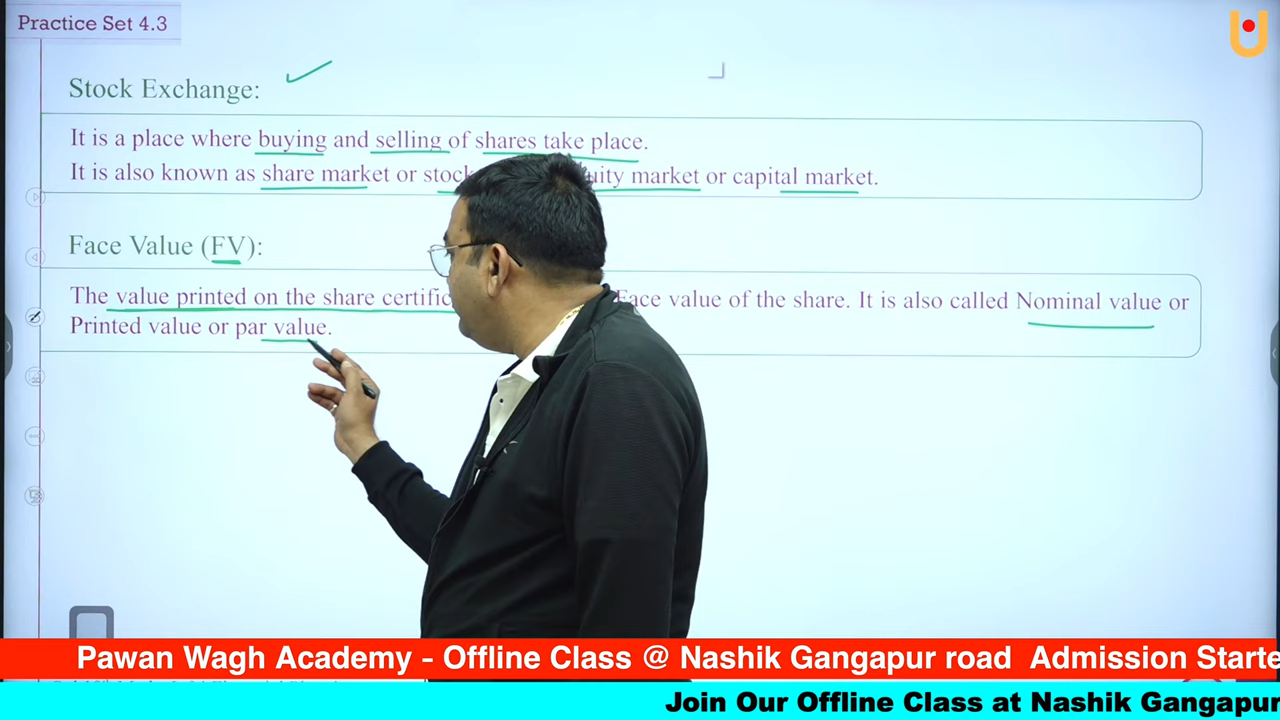 Practice Set 4.3
Stock Exchange:
It is a place where buying and selling of shares take place.
It is also known as share market or stock market or capital market.
Face Value (FV):
The value printed on the share Face value of the share. It is also called Nominal value or
Printed value or par value.
Pawan Wagh Academy - Offline Class @ Nashik Gangapur road Admission
Join Our Offline Class at Nashik Gangapur